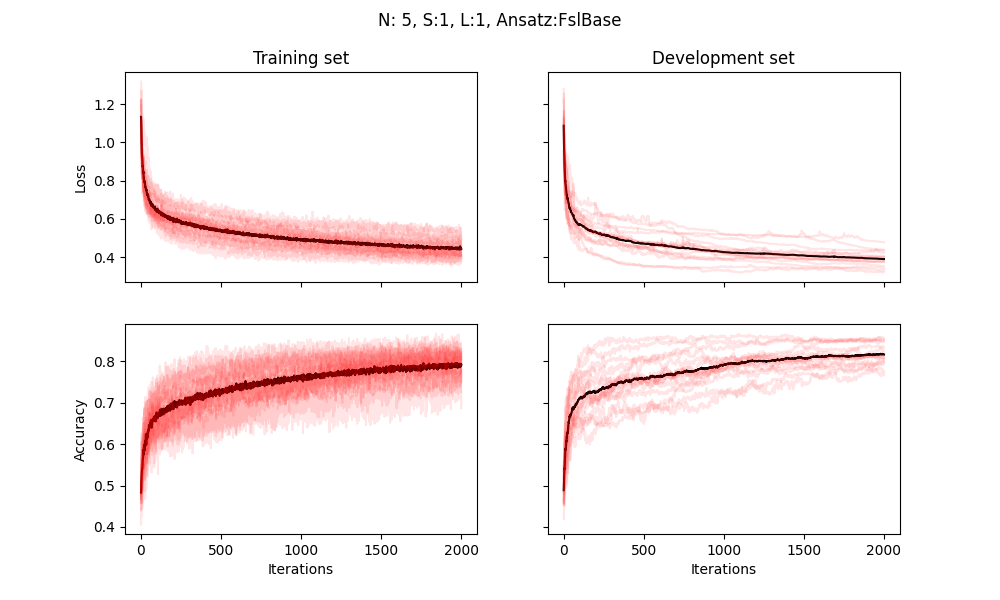 N: 5, S:1, L:1, Ansatz:FslBase
Training set
Development set
Loss
1.2
1.0
0.8
0.6
0.4
Accuracy
0.8
0.7
0.6
0.5
0.4
0 500 1000 1500 2000
0 500 1000 1500 2000
Iterations
Iterations